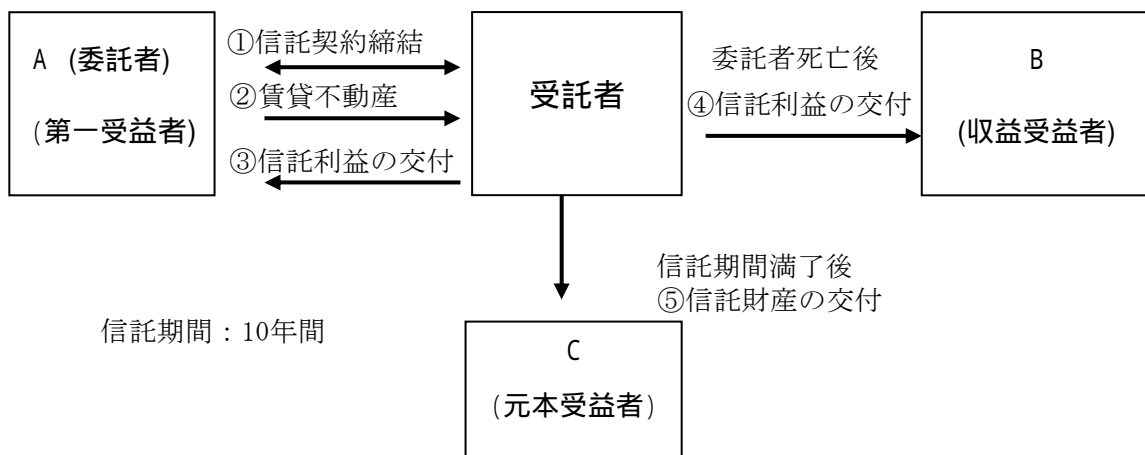 A (委託者)
(第一受益者)
①信託契約締結
②賃貸不動産
③信託利益の交付
受託者
委託者死亡後
④信託利益の交付
B
(収益受益者)
信託期間満了後
⑤信託財産の交付
信託期間：10年間
C
(元本受益者)